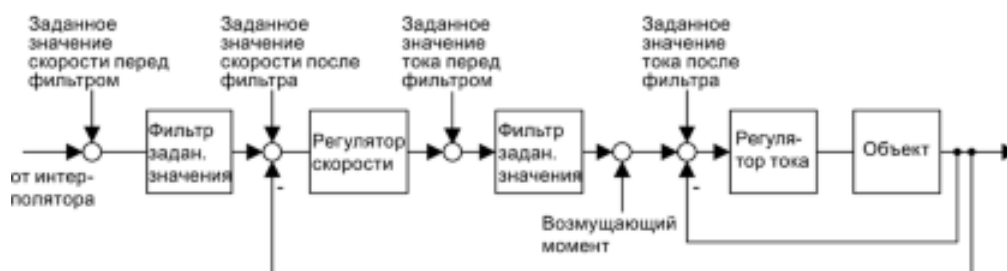 Заданное
значение
скорости перед
фильтром
Заданное
значение
скорости после
фильтра
Заданное
значение
тока перед
фильтром
Заданное
значение
тока после
фильтра
от интер-
полятора
Фильтр
задан.
значения
-
Регулятор
скорости
Фильтр
задан.
значения
Возмущающий
момент
-
Регуля-
тор тока
Объект